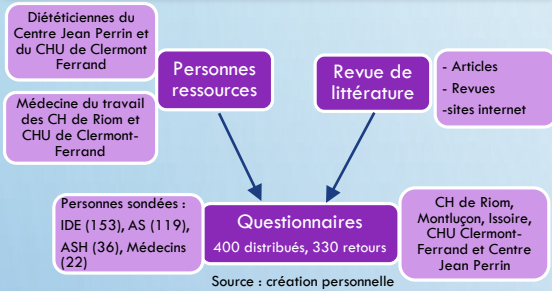 Diététiciennes du
Centre Jean Perrin et
du CHU de Clermont
Ferrand
Personnes
ressources
Revue de
littérature
- Articles
- Revues
-sites internet
Médecine du travail
des CH de Riom et
CHU de Clermont-
Ferrand
Personnes sondées :
IDE (153), AS (119),
ASH (36), Médecins
(22)
Questionnaires
400 distribués, 330 retours
CH de Riom,
Montluçon, Issoire,
CHU Clermont-
Ferrand et Centre
Jean Perrin
Source : création personnelle